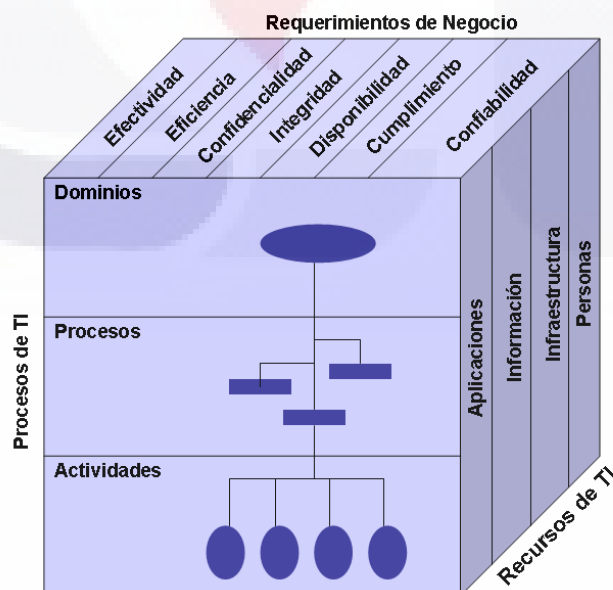 Requerimientos de Negocio
Efectividad
Eficiencia
Confidencialidad
Integridad
Disponibilidad
Cumplimiento
Confiabilidad
Procesos de TI
Dominios
Procesos
Actividades
Aplicaciones
Información
Infraestructura
Personas
Recursos de TI